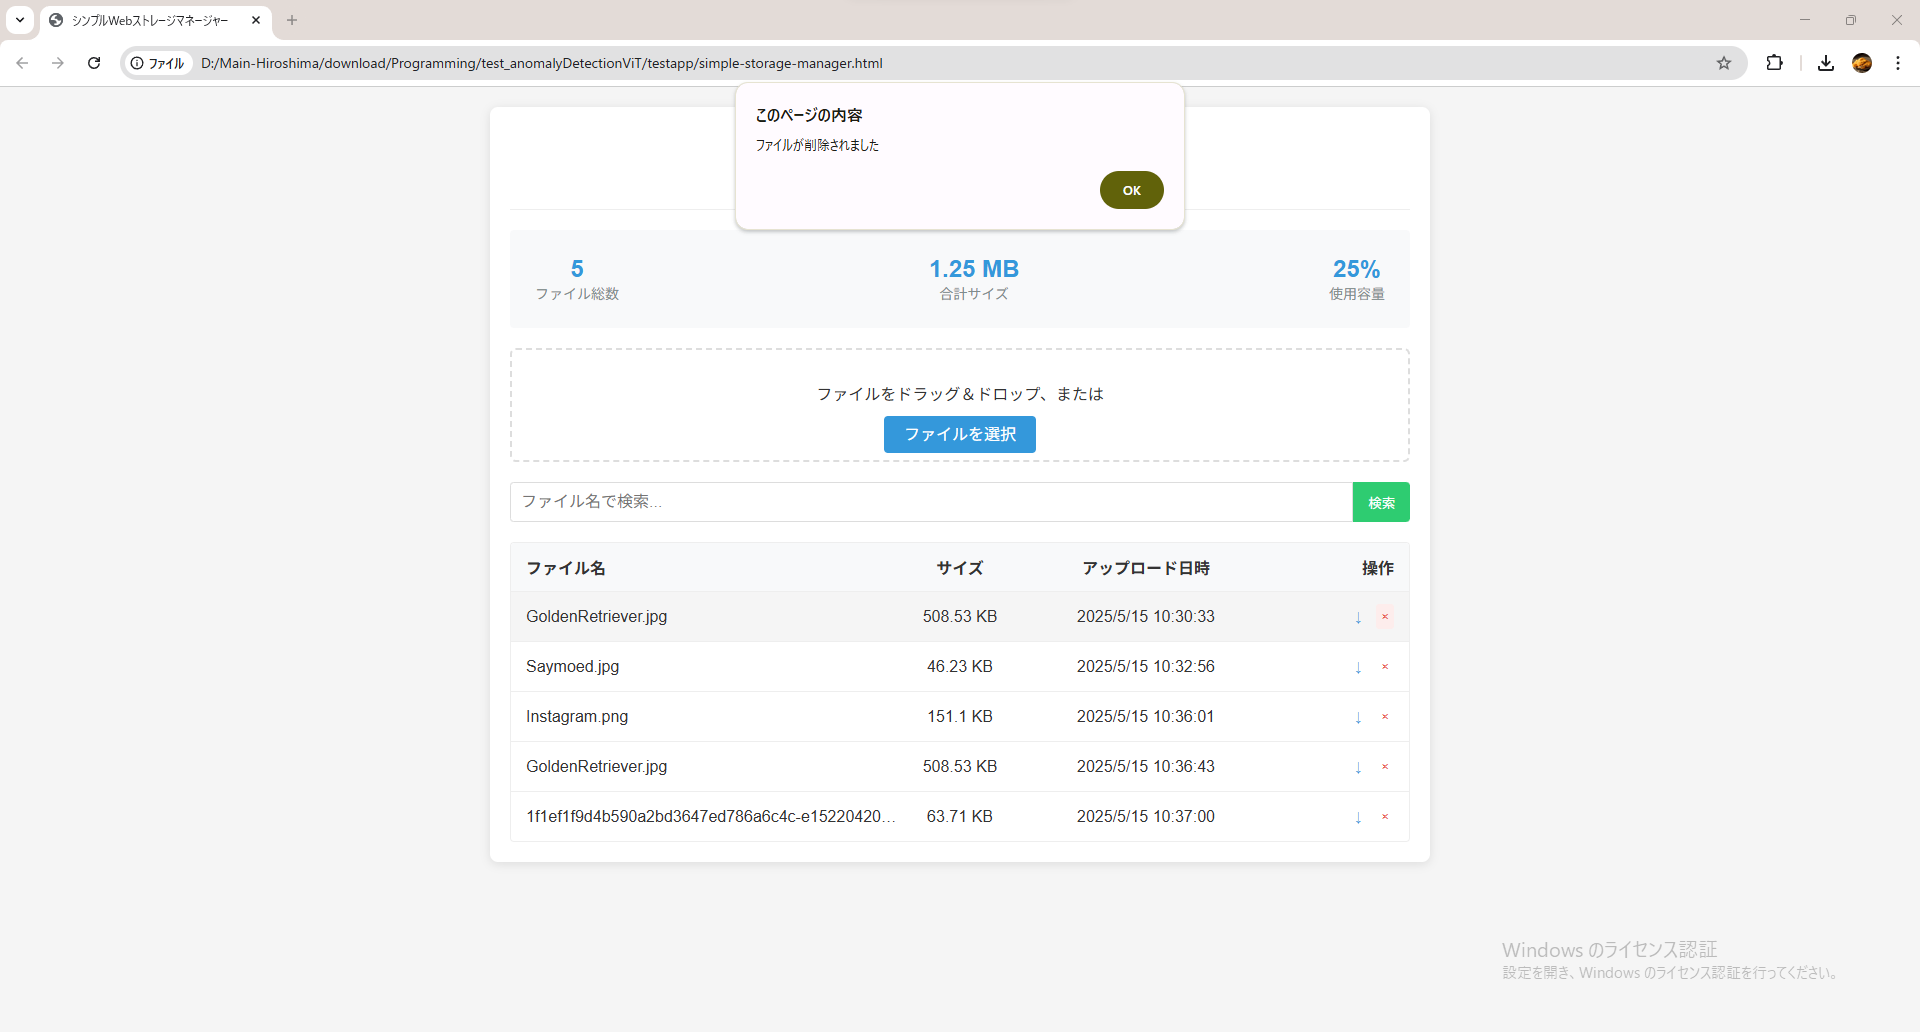 シンプルWebストレージマネージャー
ファイル
D:/Main-Hiroshima/download/Programming/test_anomalyDetectionViT/testapp/simple-storage-manager.html
このページの内容
ファイルが削除されました
OK
5
ファイル総数
1.25 MB
合計サイズ
25%
使用容量
ファイルをドラッグ＆ドロップ、または
ファイルを選択
ファイル名で検索...
検索
ファイル名 サイズ アップロード日時 操作
GoldenRetriever.jpg 508.53 KB 2025/5/15 10:30:33 ↓ ×
Saymoed.jpg 46.23 KB 2025/5/15 10:32:56 ↓ ×
Instagram.png 151.1 KB 2025/5/15 10:36:01 ↓ ×
GoldenRetriever.jpg 508.53 KB 2025/5/15 10:36:43 ↓ ×
1f1ef1f9d4b590a2bd3647ed786a6c4c-e15220420... 63.71 KB 2025/5/15 10:37:00 ↓ ×
Windows のライセンス認証
設定を開き、Windows のライセンス認証を行ってください。